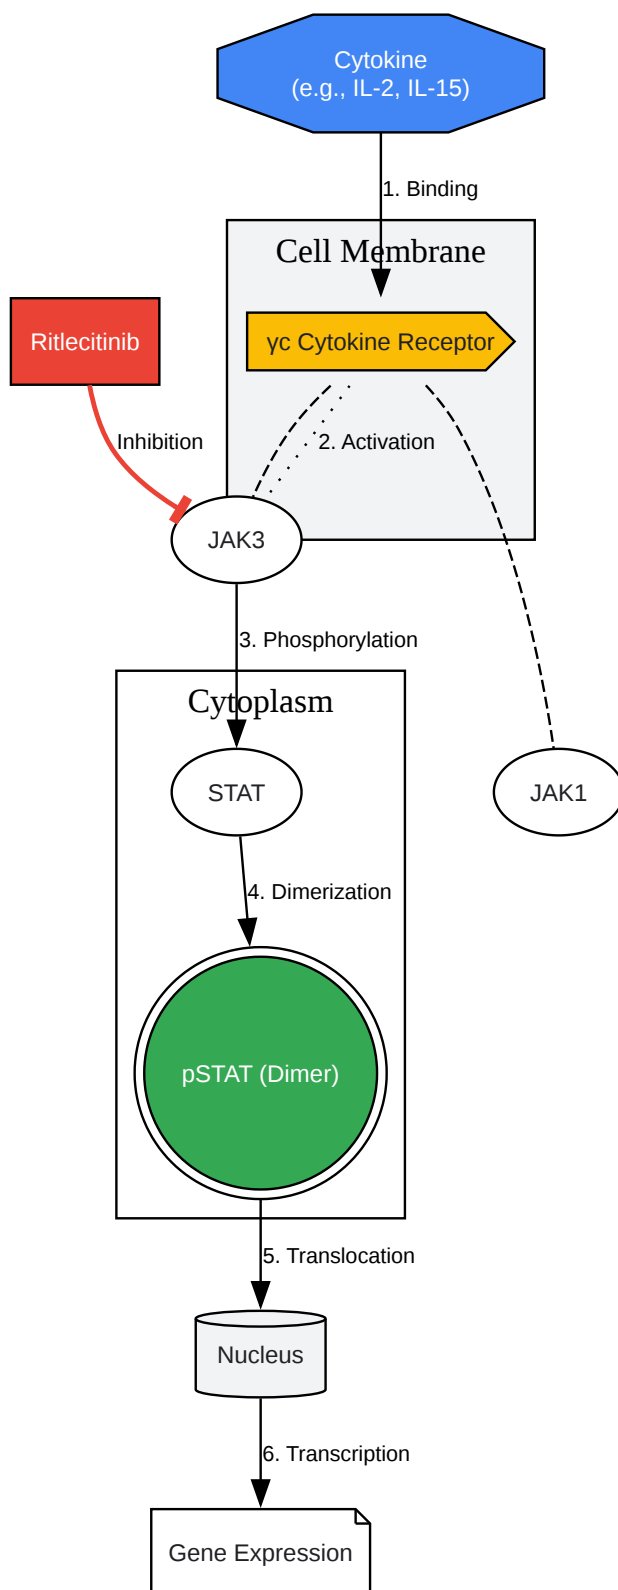 Cytokine
(e.g., IL-2, IL-15)
1. Binding
Cell Membrane
Ritlecitinib
γc Cytokine Receptor
Inhibition
2. Activation
JAK3
3. Phosphorylation
Cytoplasm
STAT
JAK1
4. Dimerization
pSTAT (Dimer)
5. Translocation
Nucleus
6. Transcription
Gene Expression